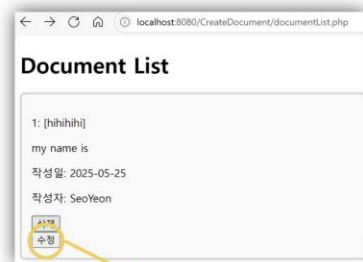 localhost:8080/CreateDocument/documentList.php
Document List
1: [hihihihi]
my name is
작성일: 2025-05-25
작성자: SeoYeon
수정